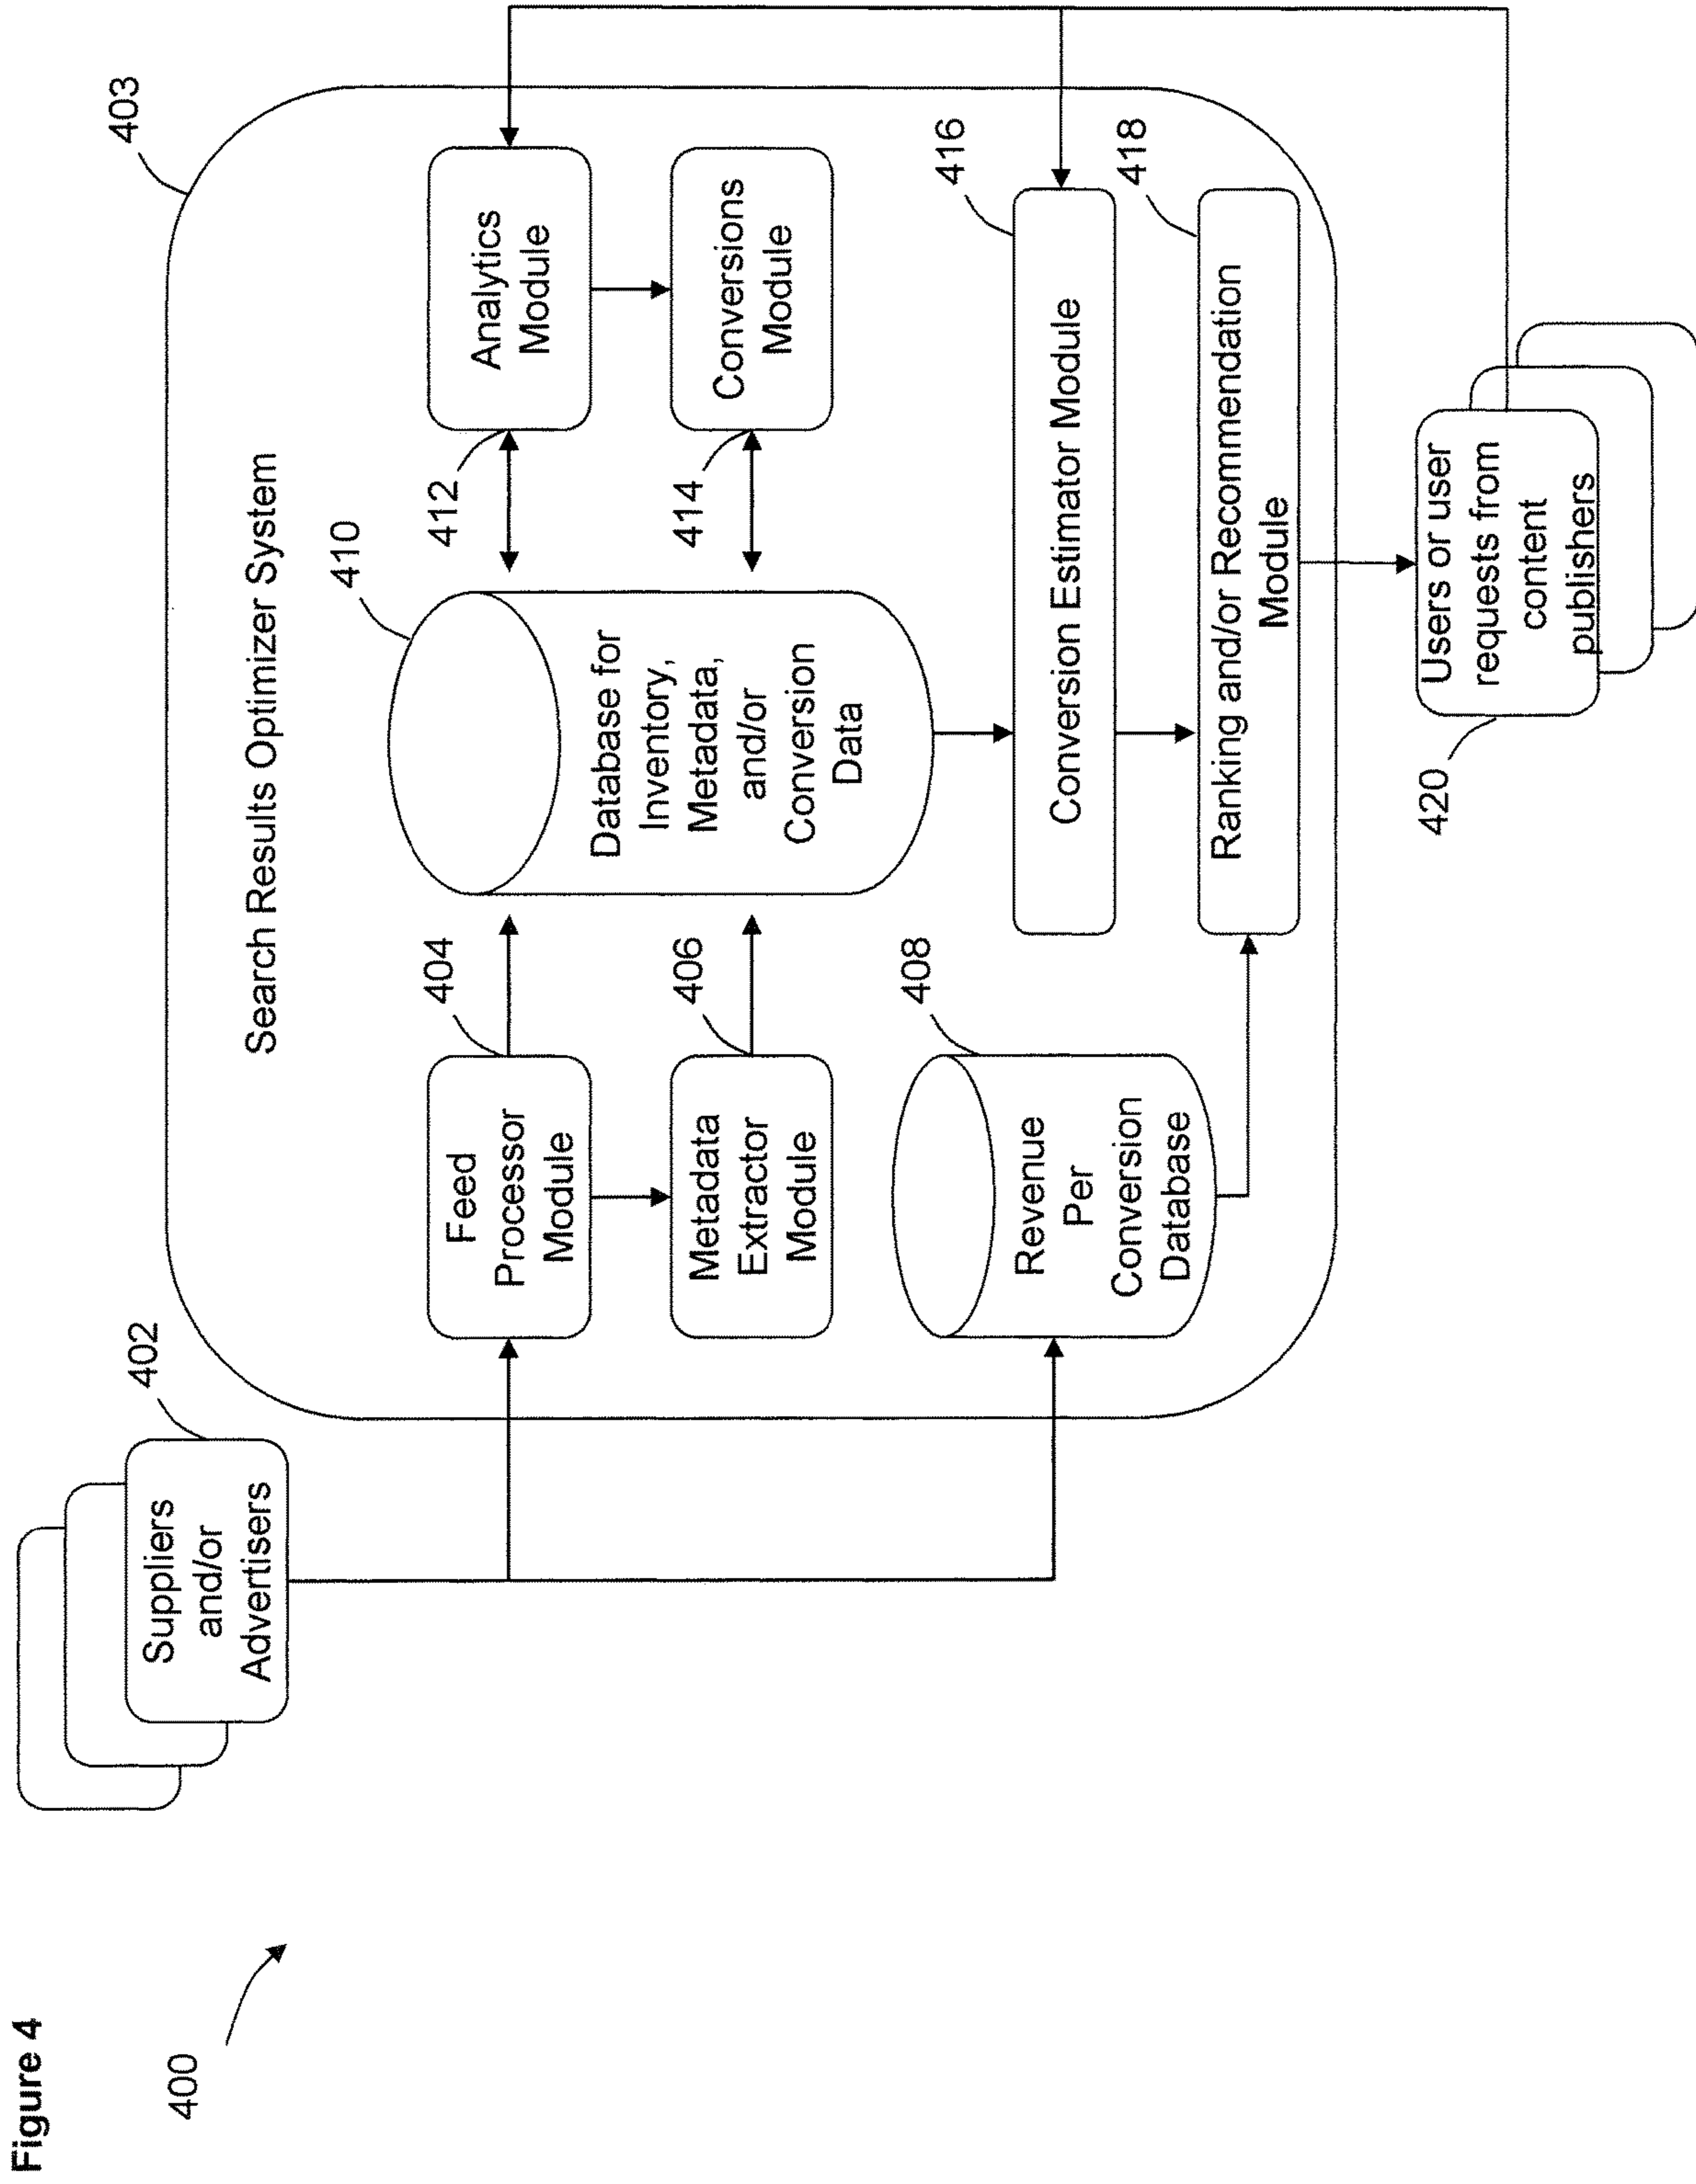 Figure 4
400
402
Suppliers
and/or
Advertisers
403
Search Results Optimizer System
404
Feed
Processor
Module
406
Metadata
Extractor
Module
408
Revenue
Per
Conversion
Database
410
Database for
Inventory,
Metadata,
and/or
Conversion
Data
412
Analytics
Module
414
Conversions
Module
416
Conversion Estimator Module
418
Ranking and/or Recommendation
Module
420
Users or user
requests from
content
publishers